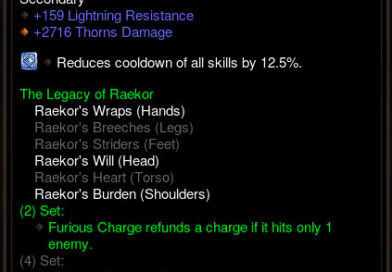 Secondary
+159 Lightning Resistance
+2716 Thorns Damage
Reduces cooldown of all skills by 12.5%.
The Legacy of Raekor
Raekor's Wraps (Hands)
Raekor's Breeches (Legs)
Raekor's Striders (Feet)
Raekor's Will (Head)
Raekor's Heart (Torso)
Raekor's Burden (Shoulders)
(2) Set:
Furious Charge refunds a charge if it hits only 1
enemy.
(4) Set: